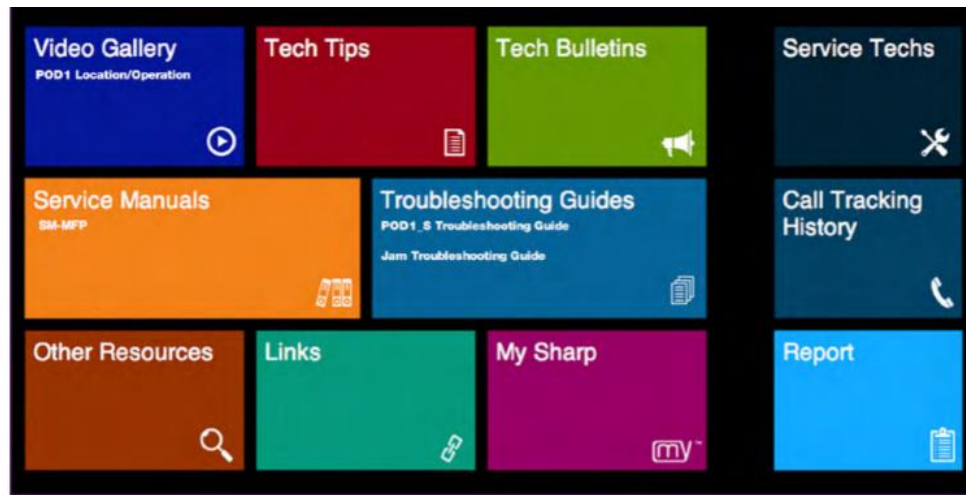 Video Gallery
POD1 Location/Operation
Tech Tips
Tech Bulletins
Service Techs
Service Manuals
SM-MFP
Troubleshooting Guides
POD1_S Troubleshooting Guide
Jam Troubleshooting Guide
Call Tracking
History
Other Resources
Links
My Sharp
my™
Report